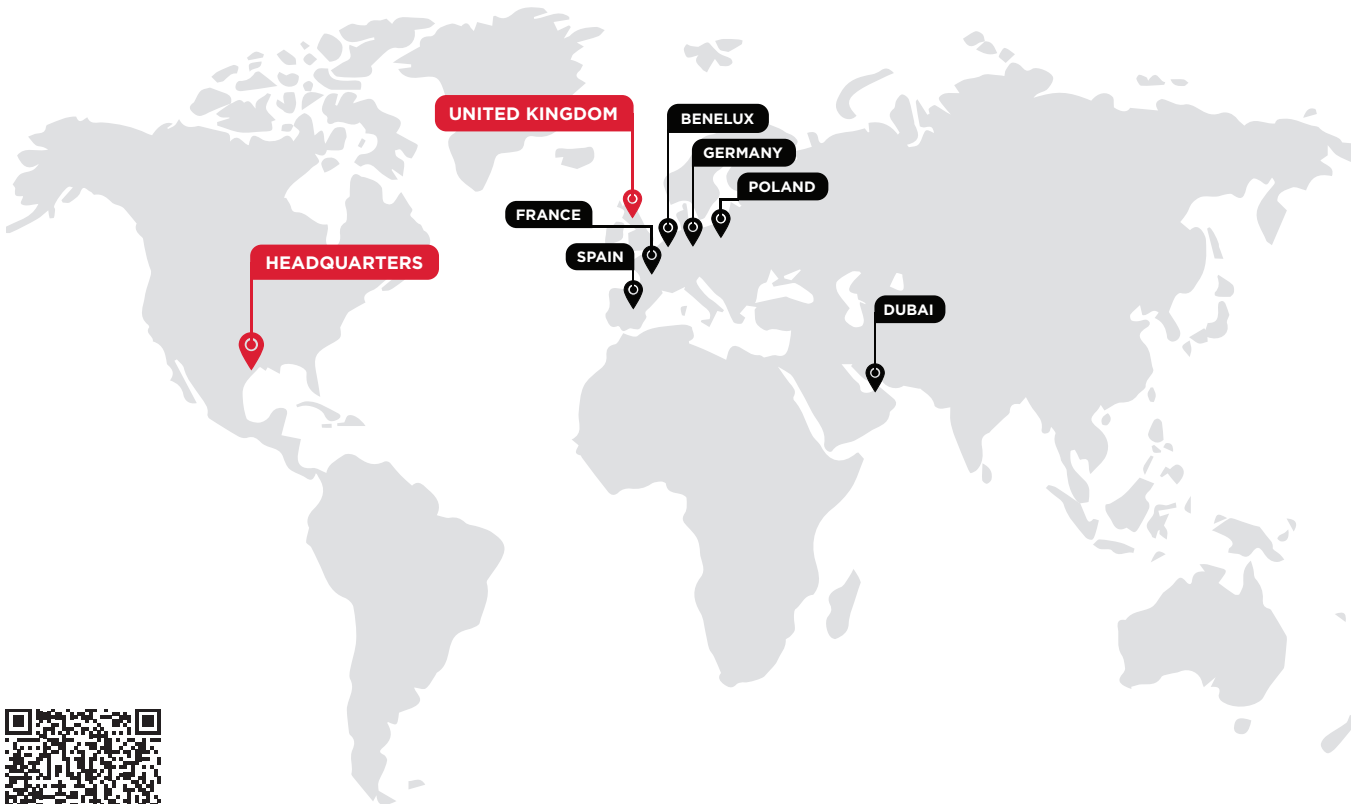 UNITED KINGDOM
BENELUX
GERMANY
POLAND
FRANCE
SPAIN
HEADQUARTERS
DUBAI